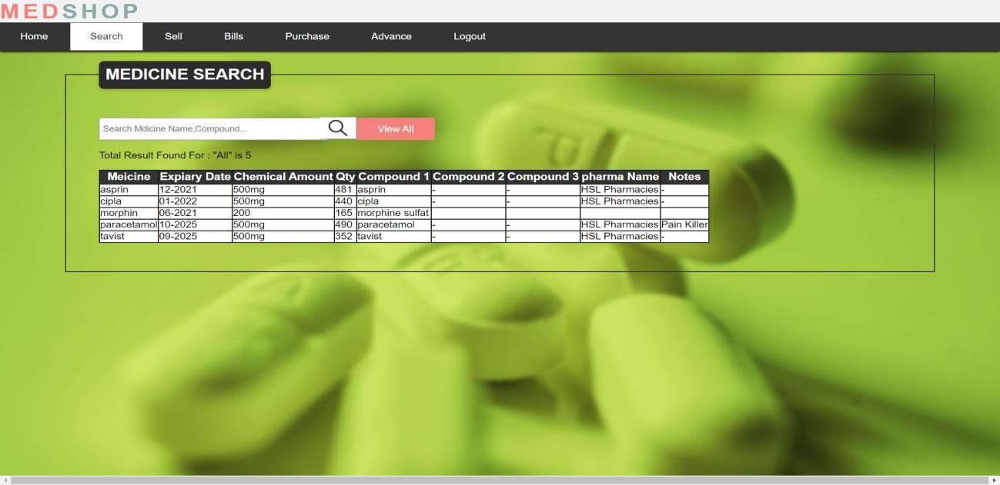 MEDSHOP
Home Search Sell Bills Purchase Advance Logout
MEDICINE SEARCH
Search Mdicine Name,Compound... View All
Total Result Found For : "All" is 5
Meicine Expiary Date Chemical Amount Qty Compound 1 Compound 2 Compound 3 pharma Name Notes
asprin 12-2021 500mg 481 asprin - - HSL Pharmacies -
cipla 01-2022 500mg 440 cipla - - HSL Pharmacies -
morphin 06-2021 200 165 morphine sulfat
paracetamol 10-2025 500mg 490 paracetamol - - HSL Pharmacies Pain Killer
tavist 09-2025 500mg 352 tavist - - HSL Pharmacies -